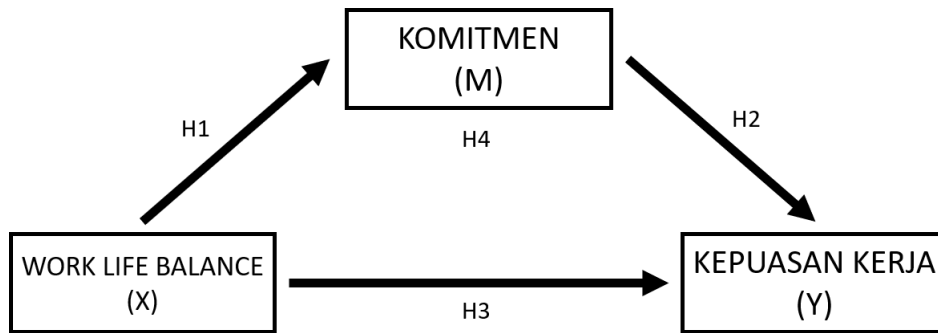 KOMITMEN
(M)
H1
H4
H2
WORK LIFE BALANCE
(X)
H3
KEPUASAN KERJA
(Y)